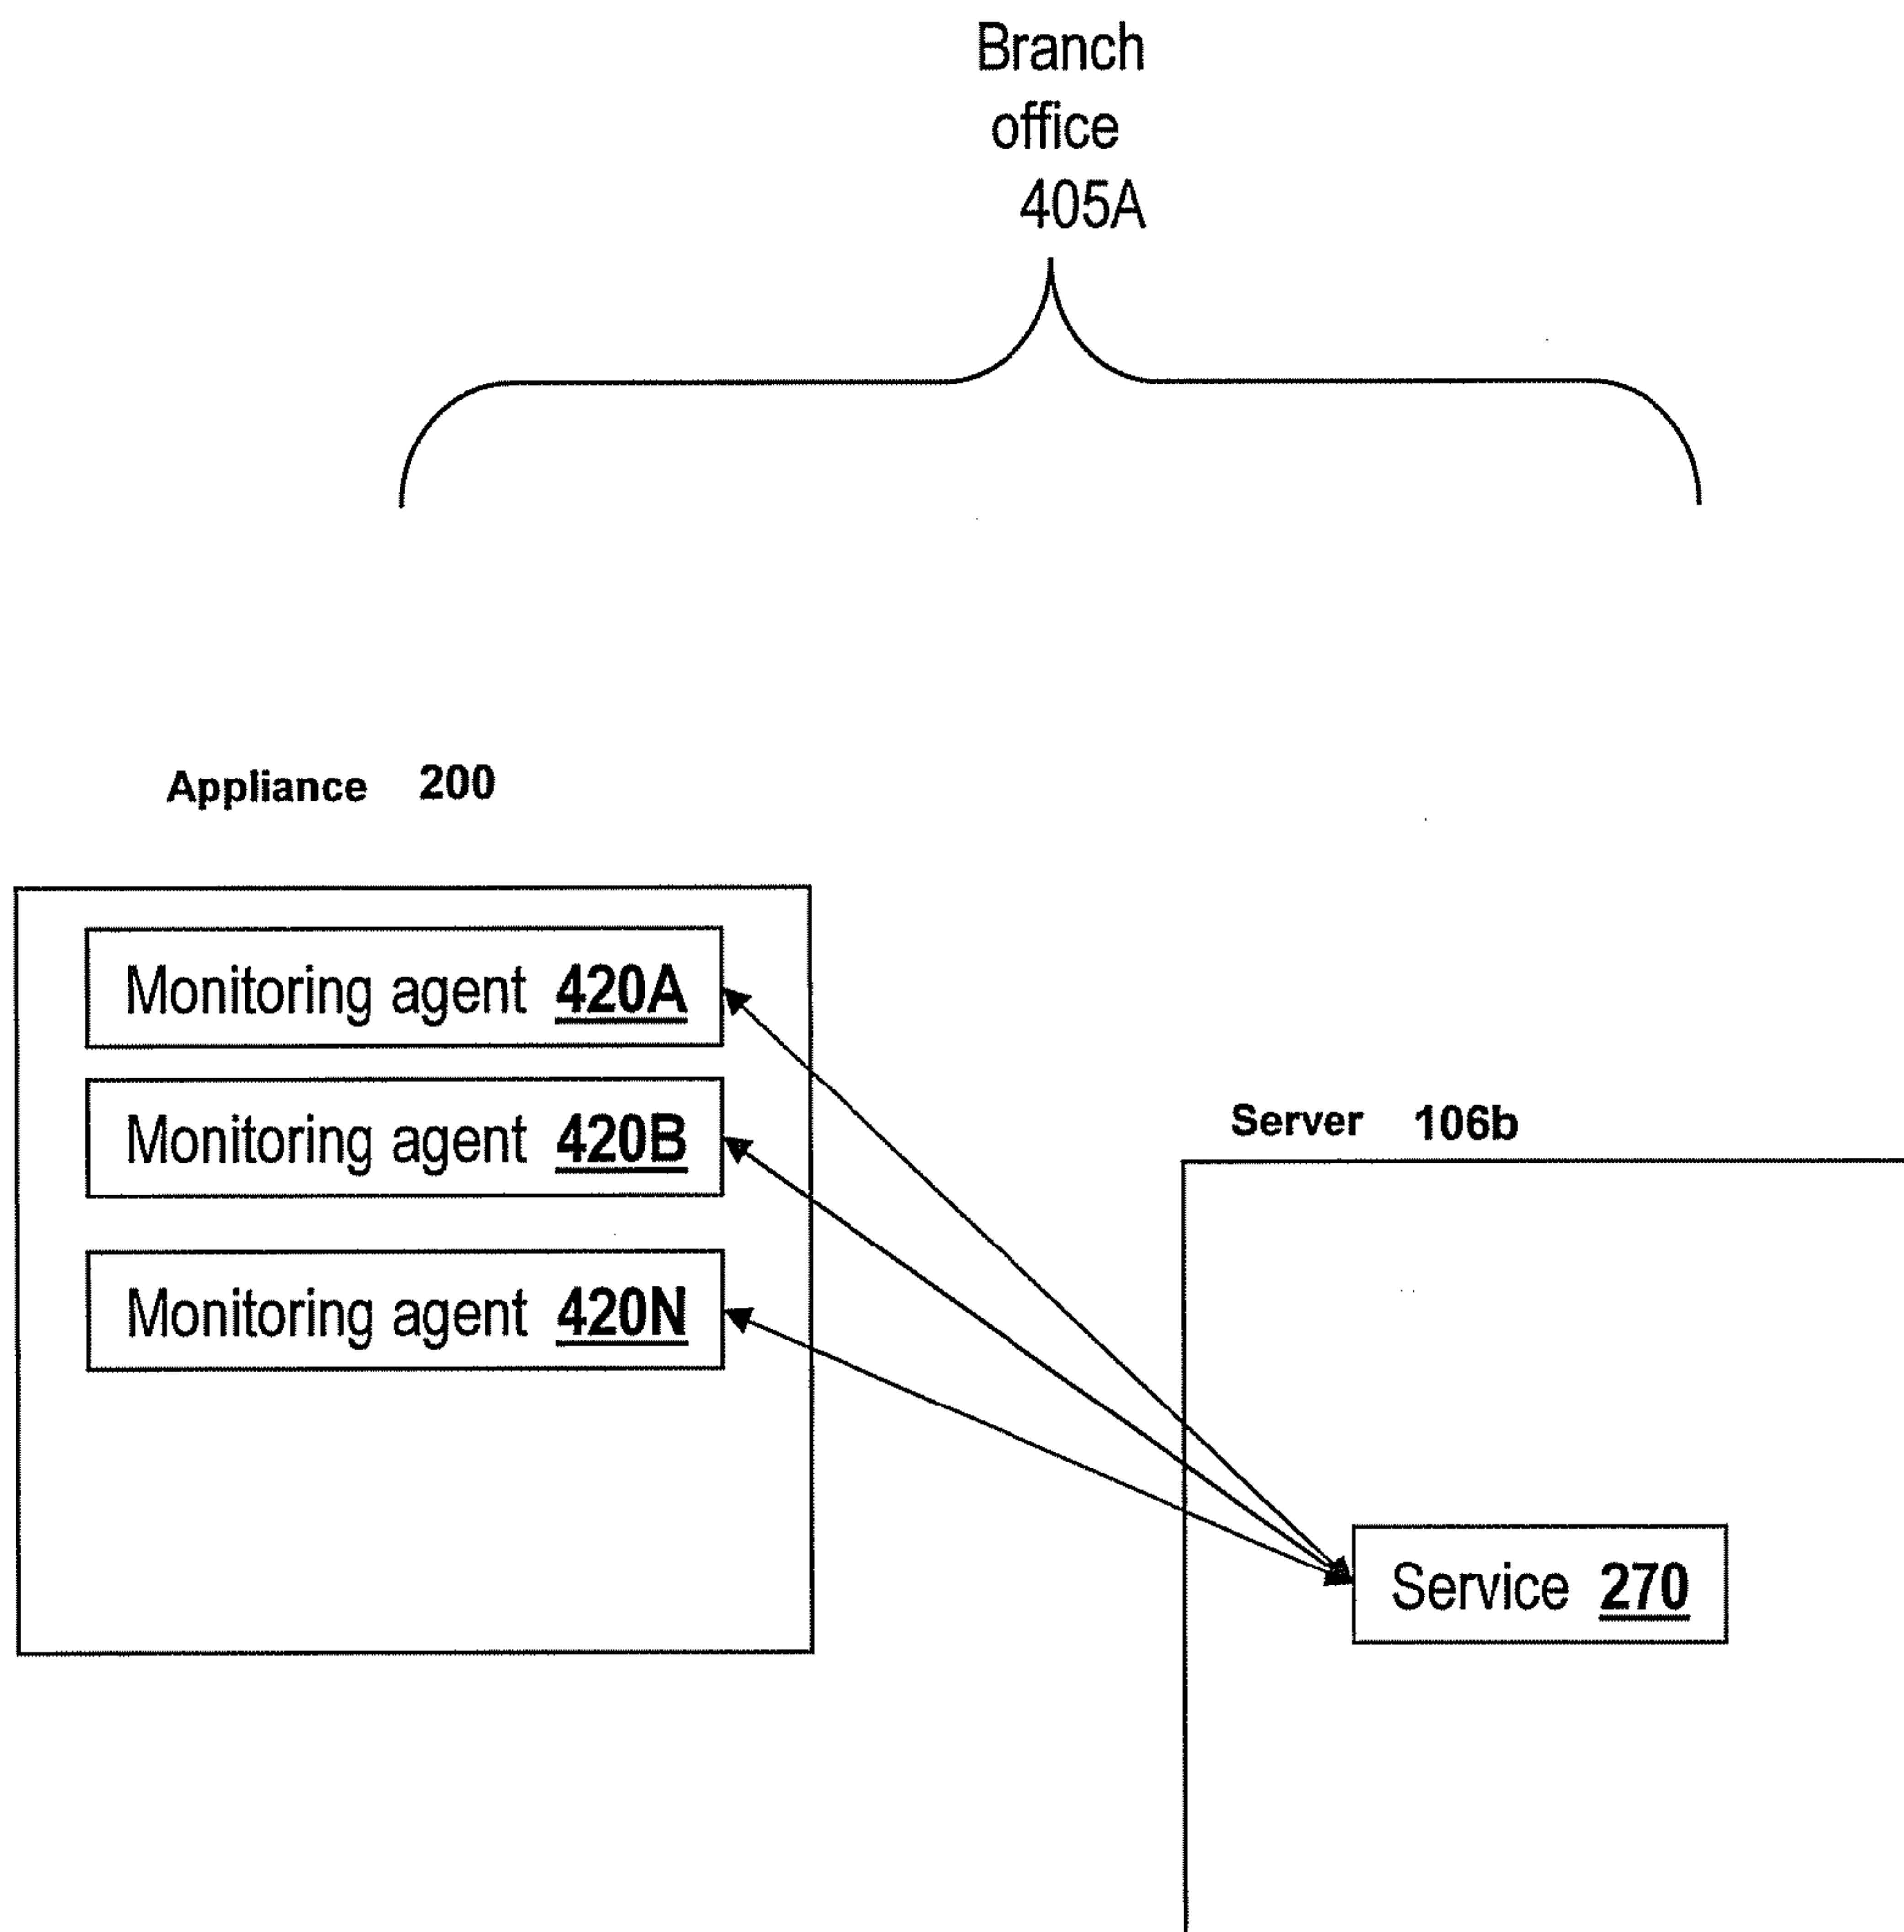 Branch
office
405A
Appliance 200
Monitoring agent 420A
Monitoring agent 420B
Monitoring agent 420N
Server 106b
Service 270